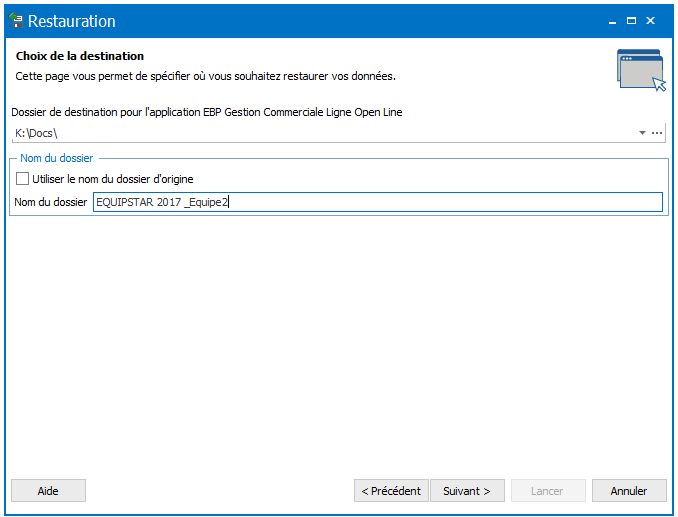 Restauration
Choix de la destination
Cette page vous permet de spécifier où vous souhaitez restaurer vos données.
Dossier de destination pour l'application EBP Gestion Commerciale Ligne Open Line
K:\Docs\
Nom du dossier
Utiliser le nom du dossier d'origine
Nom du dossier EQUIPSTAR 2017 _Equipe2
Aide < Précédent Suivant > Lancer Annuler